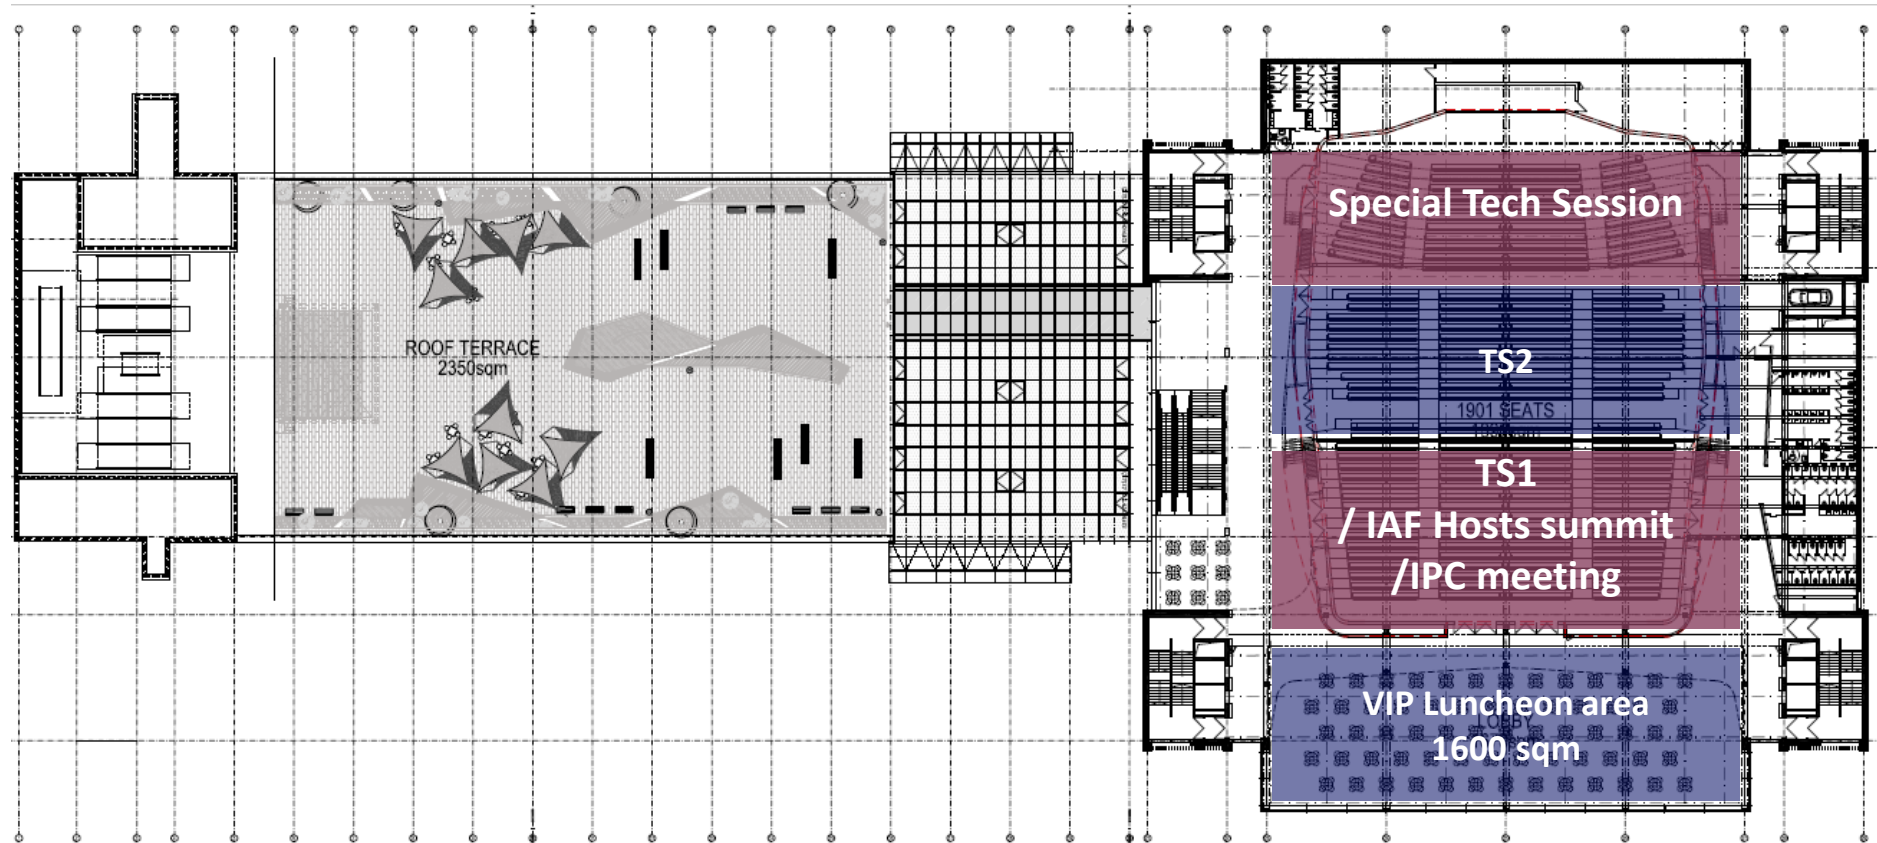 Special Tech Session
ROOF TERRACE
2350sqm
TS2
1901 SEATS
TS1
/ IAF Hosts summit
/IPC meeting
VIP Luncheon area
LOBBY
1600 sqm